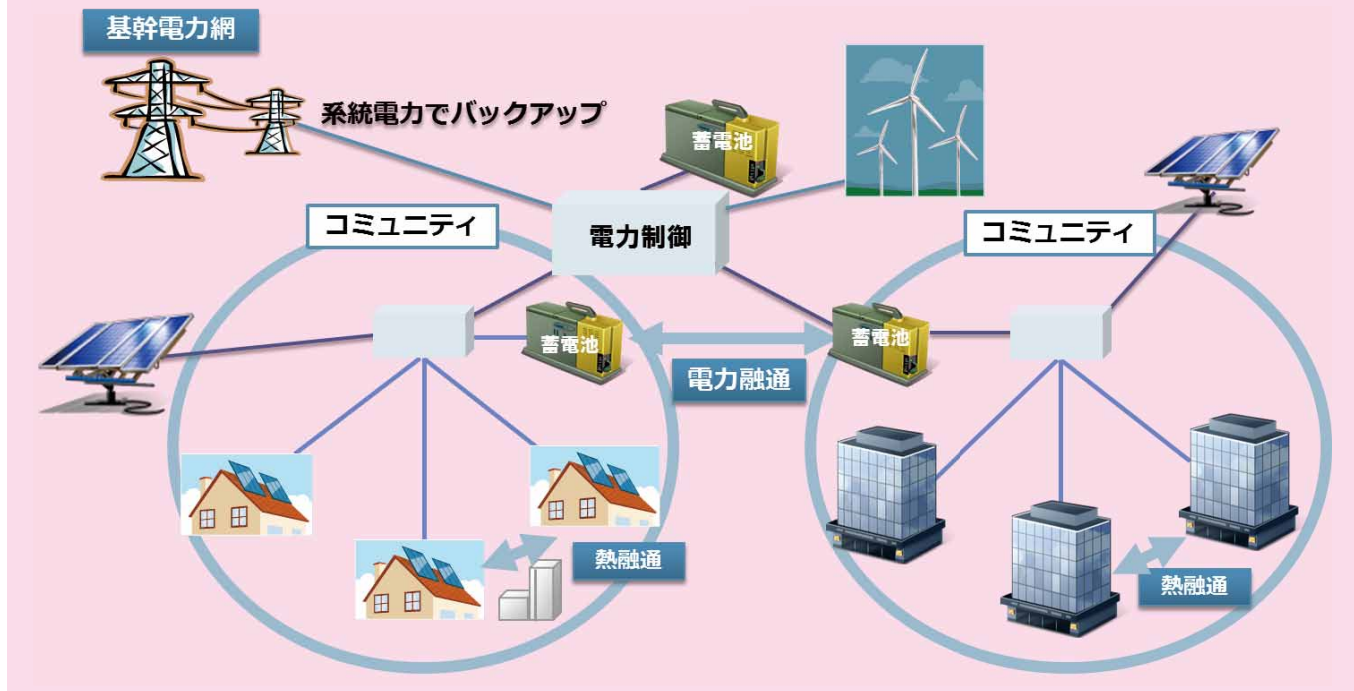 基幹電力網
系統電力でバックアップ
蓄電池
電力制御
コミュニティ
コミュニティ
蓄電池
蓄電池
電力融通
熱融通
熱融通